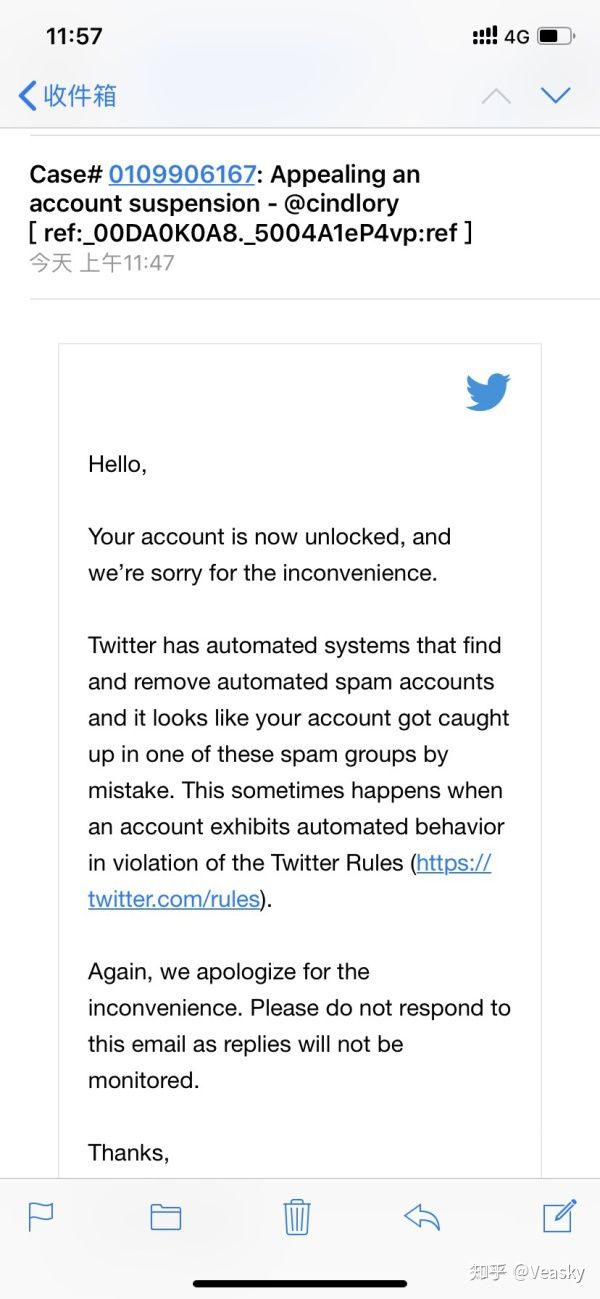 11:57
4G
收件箱
Case# 0109906167: Appealing an
account suspension - @cindlory
[ ref:_00DA0K0A8._5004A1eP4vp:ref ]
今天 上午11:47
Hello,
Your account is now unlocked, and
we’re sorry for the inconvenience.
Twitter has automated systems that find
and remove automated spam accounts
and it looks like your account got caught
up in one of these spam groups by
mistake. This sometimes happens when
an account exhibits automated behavior
in violation of the Twitter Rules (https://
twitter.com/rules).
Again, we apologize for the
inconvenience. Please do not respond to
this email as replies will not be
monitored.
Thanks,
知乎 @Veasky